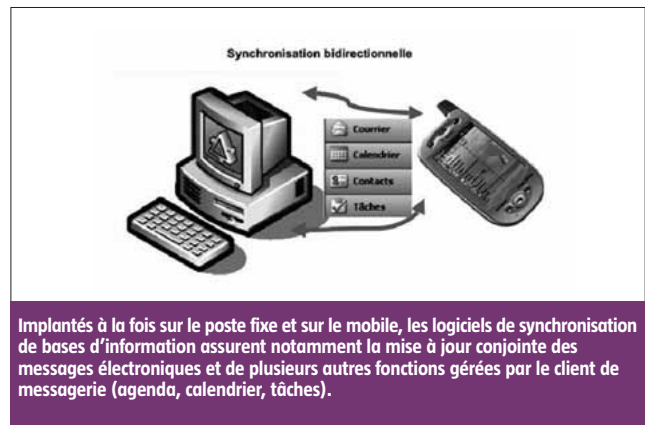 Synchronisation bidirectionnelle
Courrier
Calendrier
Contacts
Tâches
Implantés à la fois sur le poste fixe et sur le mobile, les logiciels de synchronisation
de bases d'information assurent notamment la mise à jour conjointe des
messages électroniques et de plusieurs autres fonctions gérées par le client de
messagerie (agenda, calendrier, tâches).